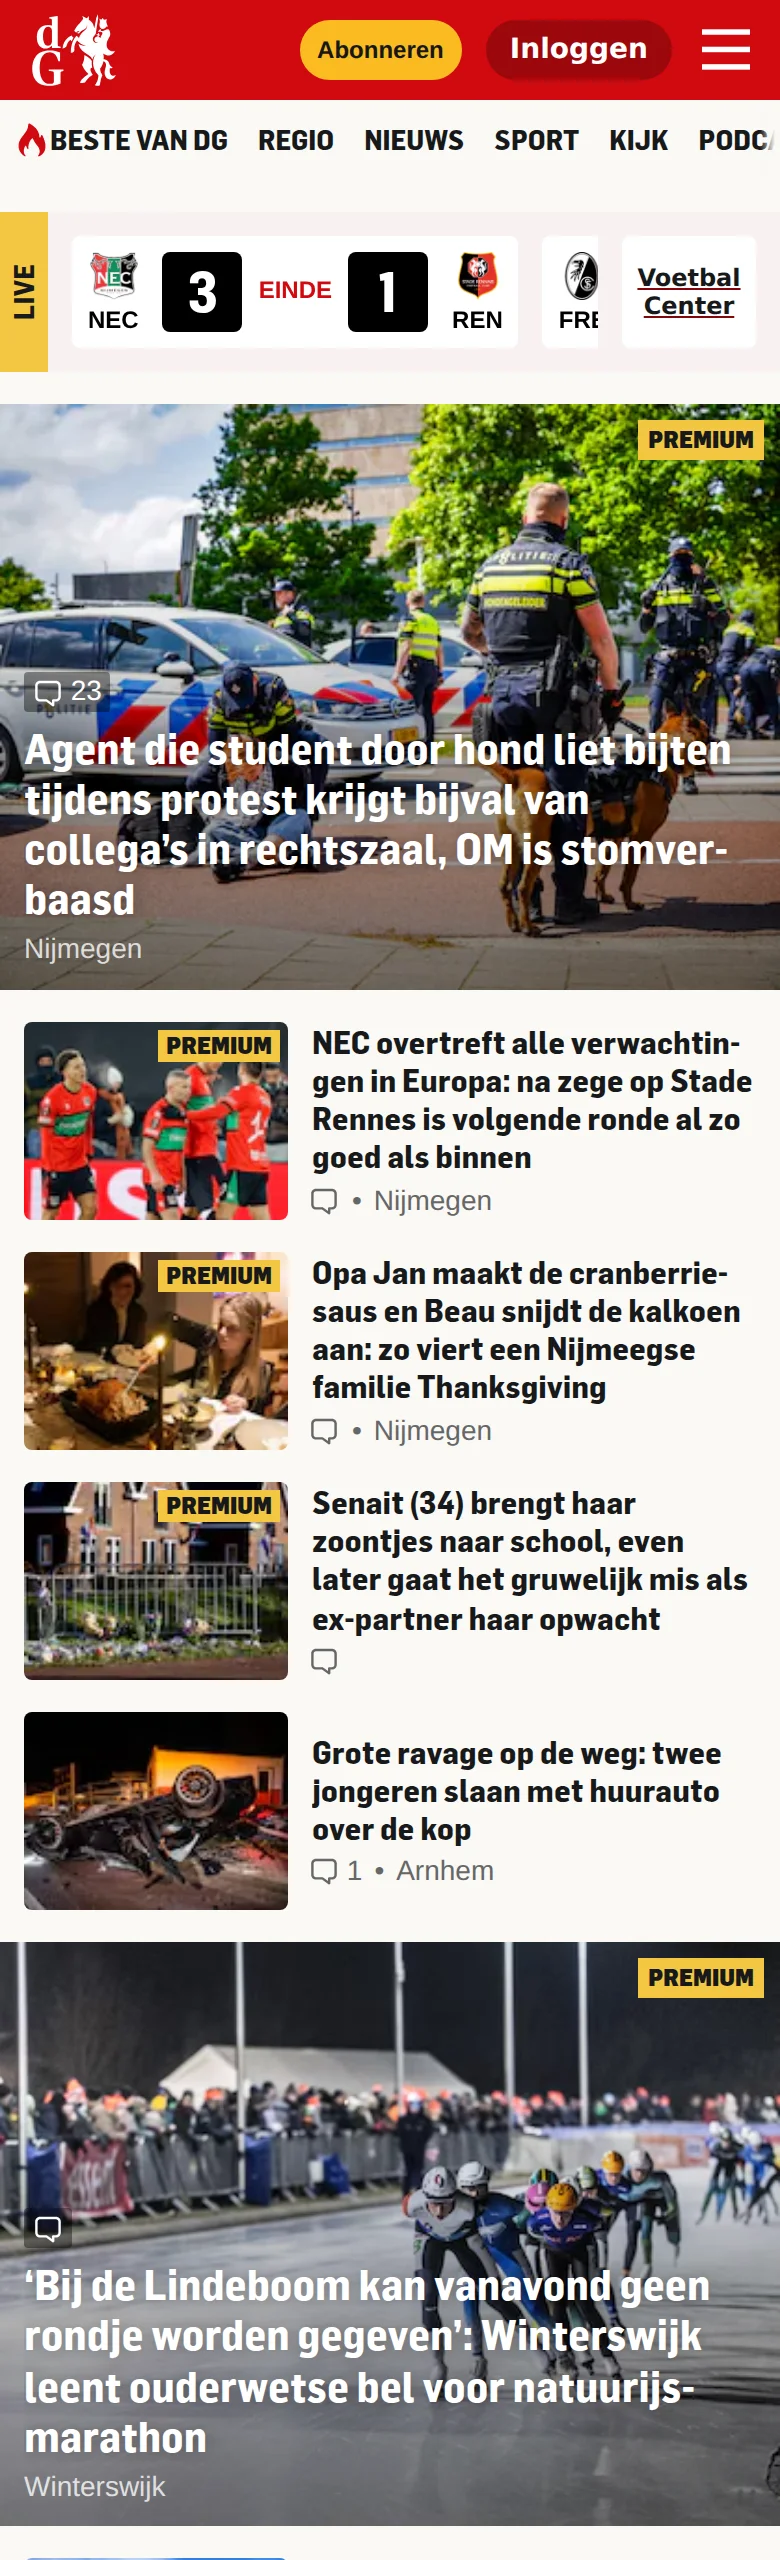 dG
Abonneren
Inloggen
BESTE VAN DG REGIO NIEUWS SPORT KIJK PODCA
LIVE
NEC
3
EINDE
1
REN
FRE
Voetbal
Center
PREMIUM
POLITIE
HONDENGELEIDER
23
Agent die student door hond liet bijten
tijdens protest krijgt bijval van
collega’s in rechtszaal, OM is stomver-
baasd
Nijmegen
PREMIUM
NEC overtreft alle verwachtin-
gen in Europa: na zege op Stade
Rennes is volgende ronde al zo
goed als binnen
• Nijmegen
PREMIUM
Opa Jan maakt de cranberrie-
saus en Beau snijdt de kalkoen
aan: zo viert een Nijmeegse
familie Thanksgiving
• Nijmegen
PREMIUM
Senait (34) brengt haar
zoontjes naar school, even
later gaat het gruwelijk mis als
ex-partner haar opwacht
Grote ravage op de weg: twee
jongeren slaan met huurauto
over de kop
1 • Arnhem
PREMIUM
‘Bij de Lindeboom kan vanavond geen
rondje worden gegeven’: Winterswijk
leent ouderwetse bel voor natuurijs-
marathon
Winterswijk